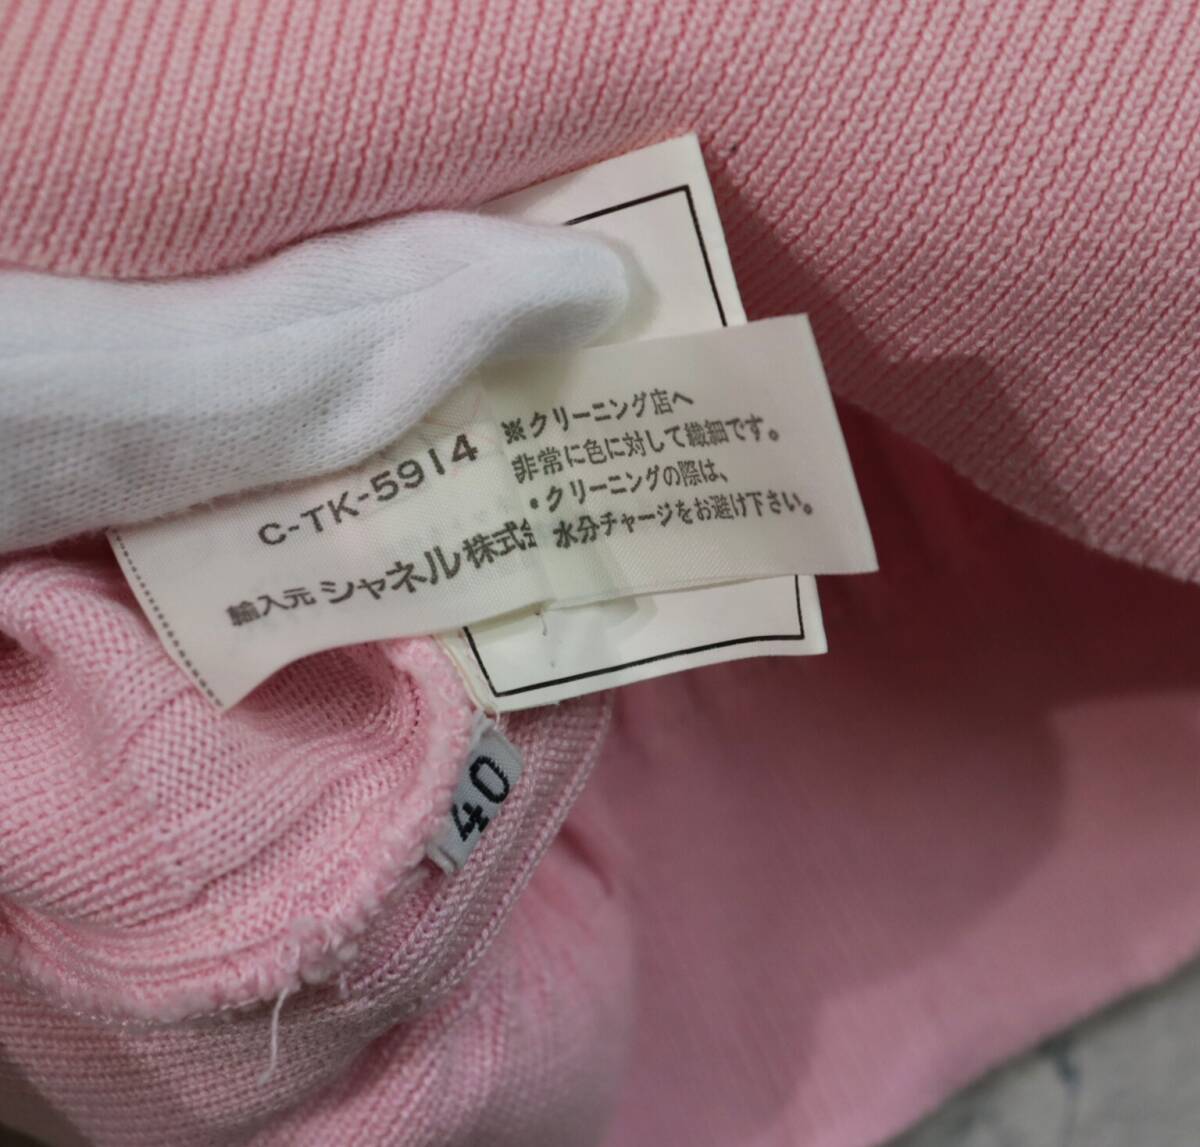 C-TK-5914
輸入元 シャネル株式
※クリーニング店へ
非常に色に対して繊細です。
・クリーニングの際は、
水分チャージをお避け下さい。
40